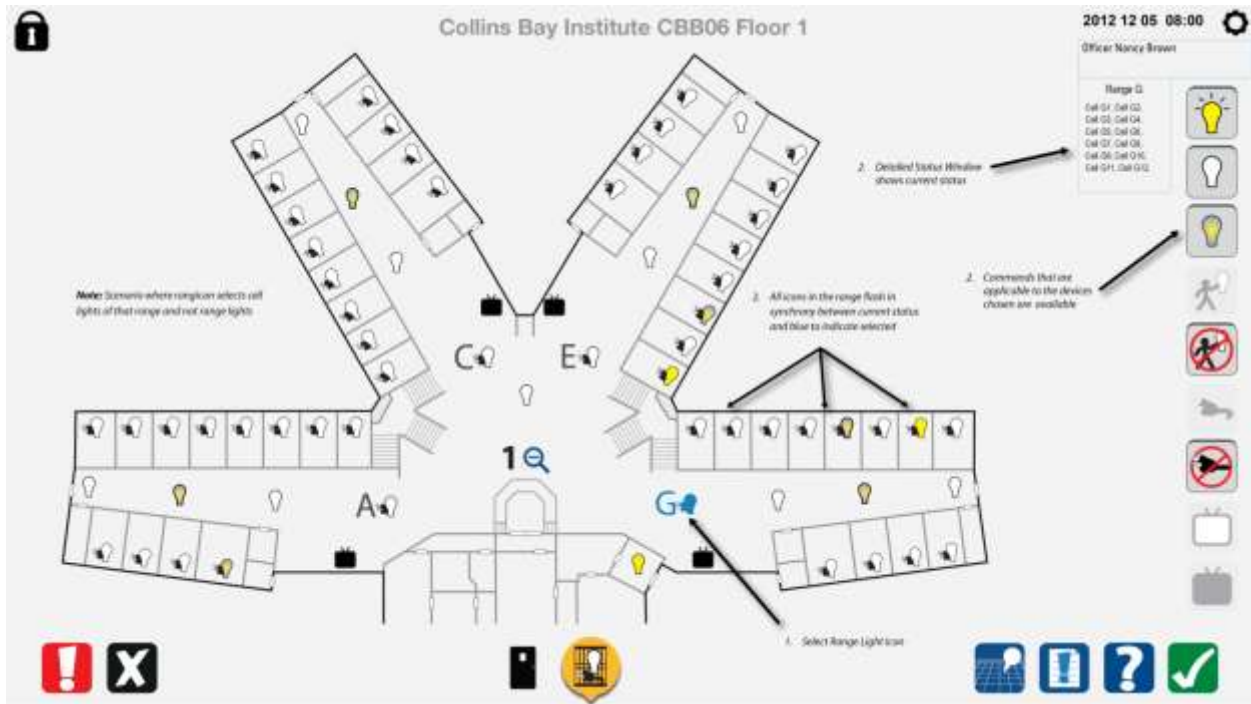 Collins Bay Institute CBB06 Floor 1
2012 12 05 08:00
Officer Nancy Brown
Range G
Cell G1, Cell G2,
Cell G3, Cell G4,
Cell G5, Cell G6,
Cell G7, Cell G8,
Cell G9, Cell G10,
Cell G11, Cell G12,
2. Detailed Status Window
shows current status
2. Commands that are
applicable to the devices
chosen are available
Note: Scenario where rangIcan selects cell
lights of that range and not range lights
3. All icons in the range flash in
synchrony between current status
and blue to indicate selected
C
E
1
A
G
1. Select Range Light Icon